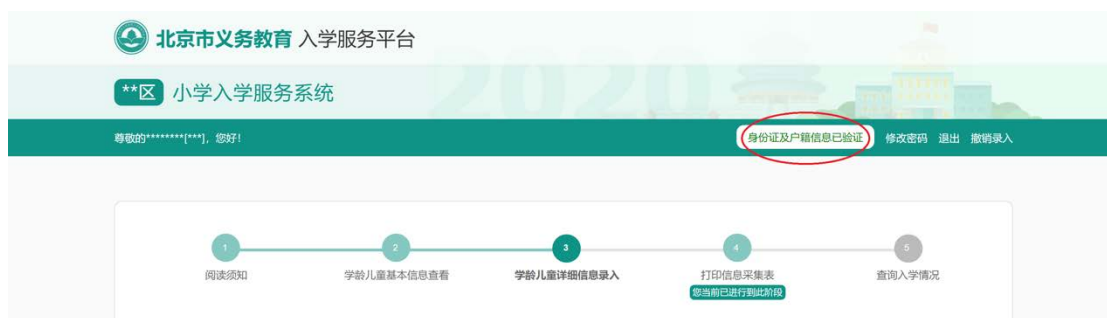 北京市义务教育 入学服务平台
2020
**区 小学入学服务系统
尊敬的********[***]，您好！ 身份证及户籍信息已验证 修改密码 退出 撤销录入
1 2 3 4 5
阅读须知 学龄儿童基本信息查看 学龄儿童详细信息录入 打印信息采集表 查询入学情况
您当前已进行到此阶段